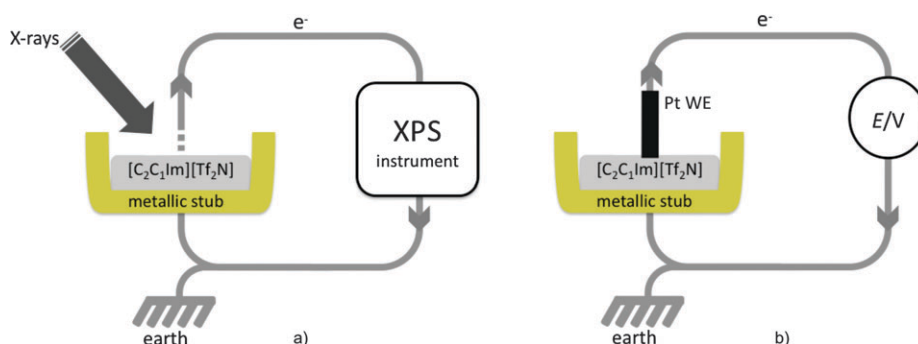 X-rays
e⁻
XPS
instrument
[C₂C₁Im][Tf₂N]
metallic stub
earth
a)
e⁻
Pt WE
E/V
[C₂C₁Im][Tf₂N]
metallic stub
earth
b)